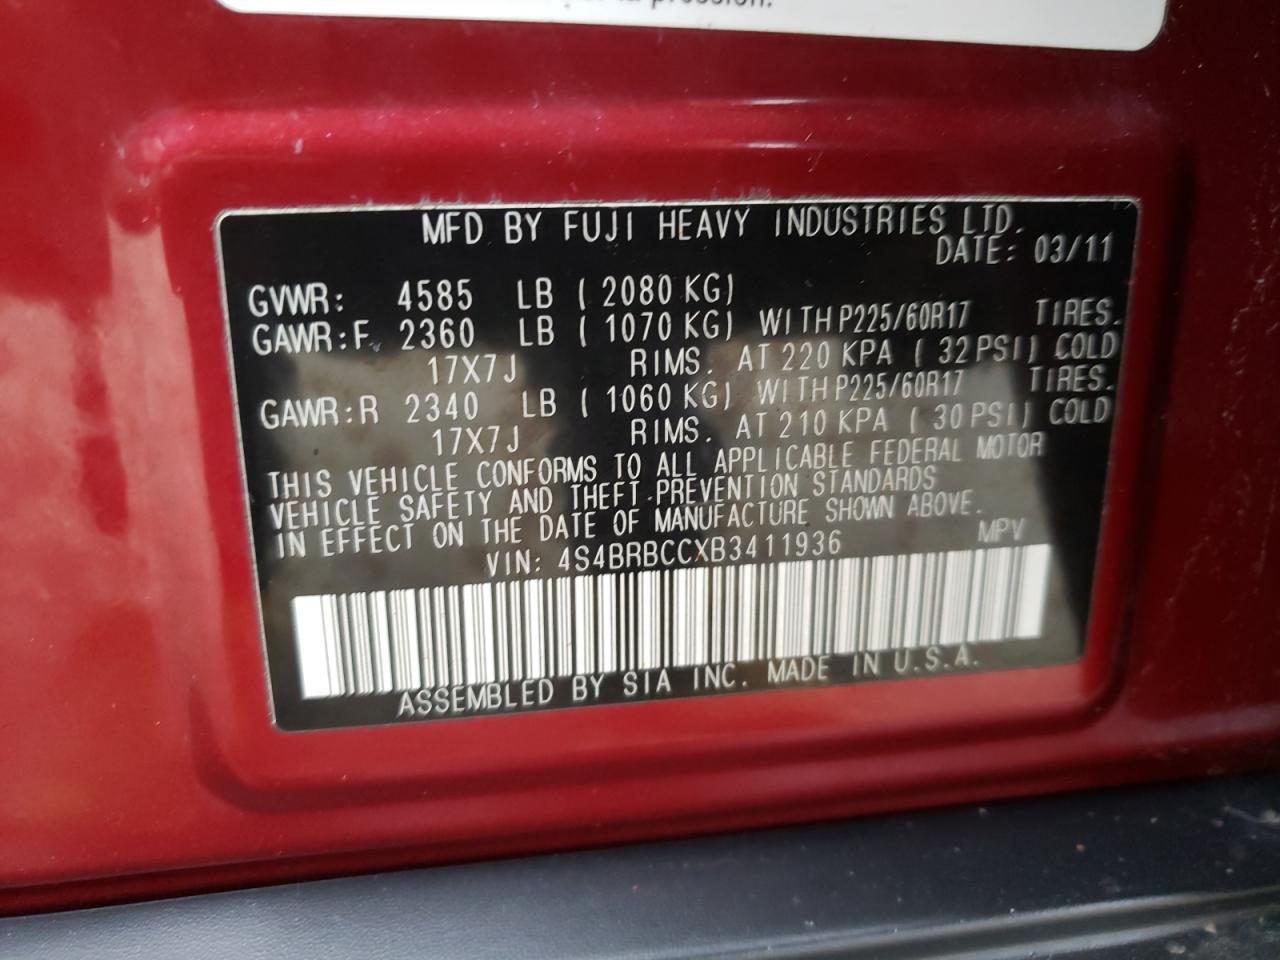 la pression.
MFD BY FUJI HEAVY INDUSTRIES LTD.
DATE: 03/11
GVWR: 4585 LB ( 2080 KG)
GAWR:F 2360 LB ( 1070 KG) WITH P225/60R17 TIRES.
17X7J RIMS. AT 220 KPA ( 32 PSI) COLD
GAWR:R 2340 LB ( 1060 KG) WITH P225/60R17 TIRES.
17X7J RIMS. AT 210 KPA ( 30 PSI) COLD
THIS VEHICLE CONFORMS TO ALL APPLICABLE FEDERAL MOTOR
VEHICLE SAFETY AND THEFT PREVENTION STANDARDS
IN EFFECT ON THE DATE OF MANUFACTURE SHOWN ABOVE.
VIN: 4S4BRBCCXB3411936 MPV
ASSEMBLED BY SIA INC. MADE IN U.S.A.